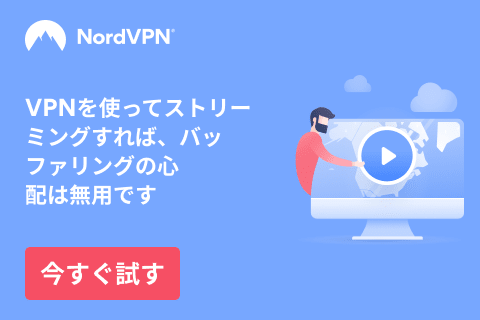 NordVPN®
VPNを使ってストリー
ミングすれば、バッ
ファリングの心
配は無用です
今すぐ試す